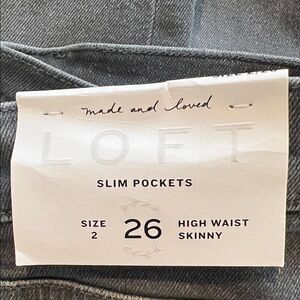 made and loved
LOFT
SLIM POCKETS
SIZE 2 26 HIGH WAIST SKINNY